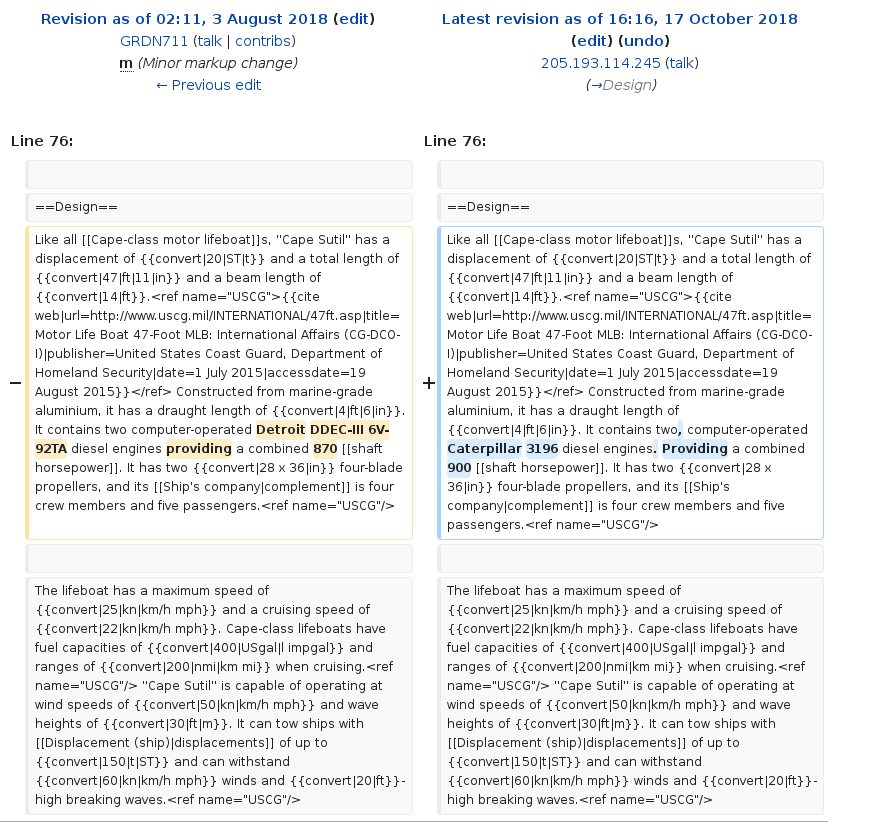 Revision as of 02:11, 3 August 2018 (edit)
GRDN711 (talk | contribs)
m (Minor markup change)
← Previous edit
Latest revision as of 16:16, 17 October 2018
(edit) (undo)
205.193.114.245 (talk)
(→Design)
Line 76:
Line 76:
==Design==
==Design==
−
Like all [[Cape-class motor lifeboat]]s, ''Cape Sutil'' has a
displacement of {{convert|20|ST|t}} and a total length of
{{convert|47|ft|11|in}} and a beam length of
{{convert|14|ft}}.<ref name="USCG">{{cite
web|url=http://www.uscg.mil/INTERNATIONAL/47ft.asp|title=
Motor Life Boat 47-Foot MLB: International Affairs (CG-DCO-
I)|publisher=United States Coast Guard, Department of
Homeland Security|date=1 July 2015|accessdate=19
August 2015}}</ref> Constructed from marine-grade
aluminium, it has a draught length of {{convert|4|ft|6|in}}.
It contains two computer-operated Detroit DDEC-III 6V-
92TA diesel engines providing a combined 870 [[shaft
horsepower]]. It has two {{convert|28 x 36|in}} four-blade
propellers, and its [[Ship's company|complement]] is four
crew members and five passengers.<ref name="USCG"/>
+
Like all [[Cape-class motor lifeboat]]s, ''Cape Sutil'' has a
displacement of {{convert|20|ST|t}} and a total length of
{{convert|47|ft|11|in}} and a beam length of
{{convert|14|ft}}.<ref name="USCG">{{cite
web|url=http://www.uscg.mil/INTERNATIONAL/47ft.asp|title=
Motor Life Boat 47-Foot MLB: International Affairs (CG-DCO-
I)|publisher=United States Coast Guard, Department of
Homeland Security|date=1 July 2015|accessdate=19
August 2015}}</ref> Constructed from marine-grade
aluminium, it has a draught length of
{{convert|4|ft|6|in}}. It contains two, computer-operated
Caterpillar 3196 diesel engines. Providing a combined
900 [[shaft horsepower]]. It has two {{convert|28 x
36|in}} four-blade propellers, and its [[Ship's
company|complement]] is four crew members and five
passengers.<ref name="USCG"/>
The lifeboat has a maximum speed of
{{convert|25|kn|km/h mph}} and a cruising speed of
{{convert|22|kn|km/h mph}}. Cape-class lifeboats have
fuel capacities of {{convert|400|USgal|l impgal}} and
ranges of {{convert|200|nmi|km mi}} when cruising.<ref
name="USCG"/> ''Cape Sutil'' is capable of operating at
wind speeds of {{convert|50|kn|km/h mph}} and wave
heights of {{convert|30|ft|m}}. It can tow ships with
[[Displacement (ship)|displacements]] of up to
{{convert|150|t|ST}} and can withstand
{{convert|60|kn|km/h mph}} winds and {{convert|20|ft}}-
high breaking waves.<ref name="USCG"/>
The lifeboat has a maximum speed of
{{convert|25|kn|km/h mph}} and a cruising speed of
{{convert|22|kn|km/h mph}}. Cape-class lifeboats have
fuel capacities of {{convert|400|USgal|l impgal}} and
ranges of {{convert|200|nmi|km mi}} when cruising.<ref
name="USCG"/> ''Cape Sutil'' is capable of operating at
wind speeds of {{convert|50|kn|km/h mph}} and wave
heights of {{convert|30|ft|m}}. It can tow ships with
[[Displacement (ship)|displacements]] of up to
{{convert|150|t|ST}} and can withstand
{{convert|60|kn|km/h mph}} winds and {{convert|20|ft}}-
high breaking waves.<ref name="USCG"/>